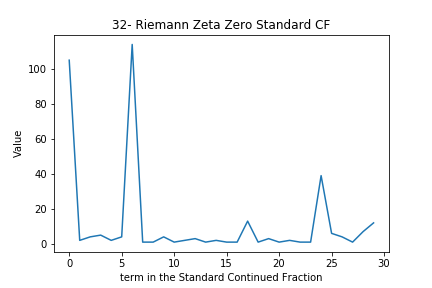 32- Riemann Zeta Zero Standard CF
Value
100
80
60
40
20
0
0 5 10 15 20 25 30
term in the Standard Continued Fraction